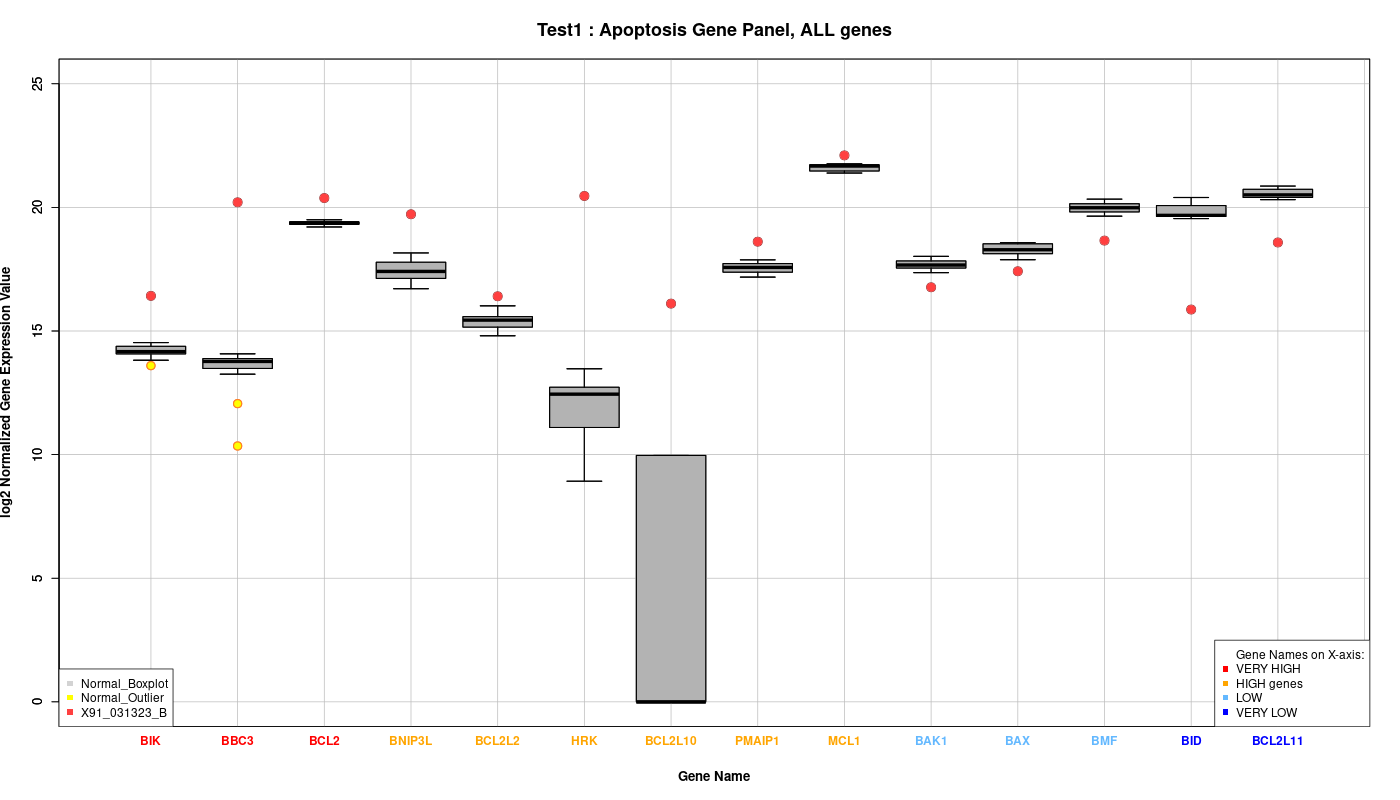 Test1 : Apoptosis Gene Panel, ALL genes
log2 Normalized Gene Expression Value
25
20
15
10
5
0
Normal_Boxplot
Normal_Outlier
X91_031323_B
Gene Names on X-axis:
VERY HIGH
HIGH genes
LOW
VERY LOW
BIK BBC3 BCL2 BNIP3L BCL2L2 HRK BCL2L10 PMAIP1 MCL1 BAK1 BAX BMF BID BCL2L11
Gene Name